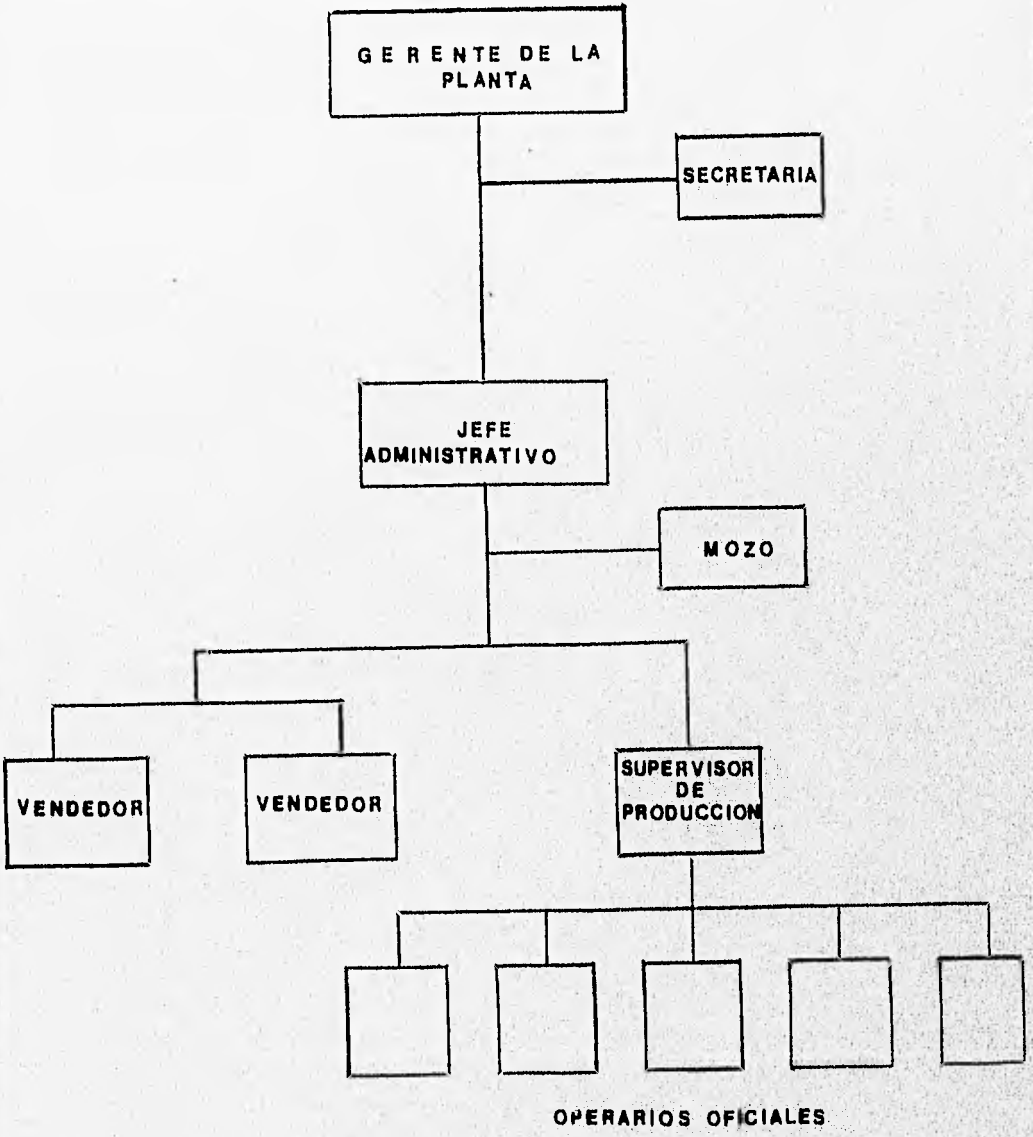 GERENTE DE LA
PLANTA
SECRETARIA
JEFE
ADMINISTRATIVO
MOZO
VENDEDOR
VENDEDOR
SUPERVISOR
DE
PRODUCCION
OPERARIOS OFICIALES